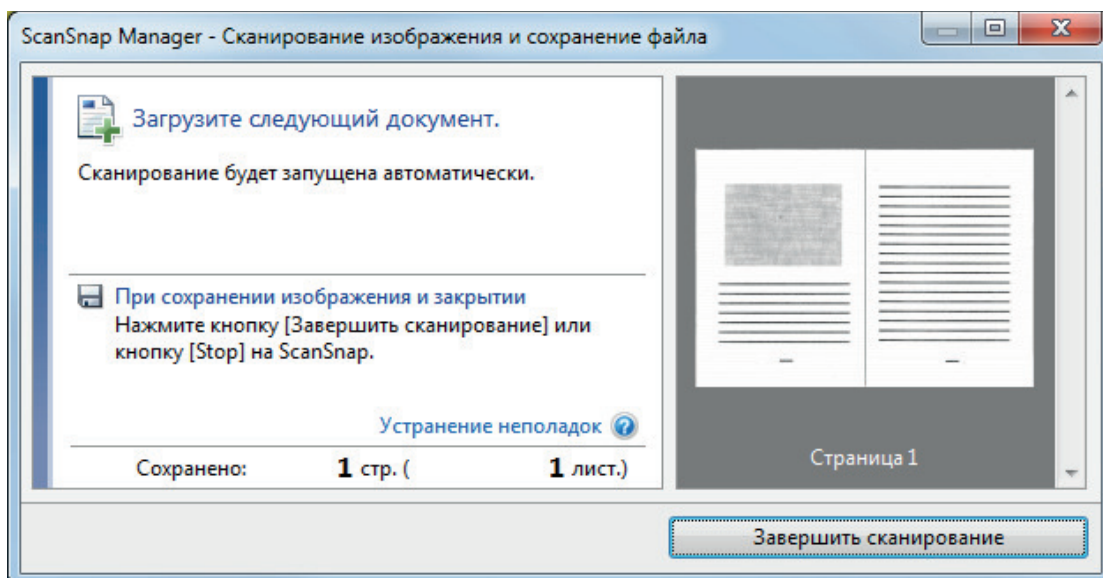 ScanSnap Manager - Сканирование изображения и сохранение файла
Загрузите следующий документ.
Сканирование будет запущена автоматически.
При сохранении изображения и закрытии
Нажмите кнопку [Завершить сканирование] или
кнопку [Stop] на ScanSnap.
Устранение неполадок
Сохранено: 1 стр. ( 1 лист.)
Страница 1
Завершить сканирование